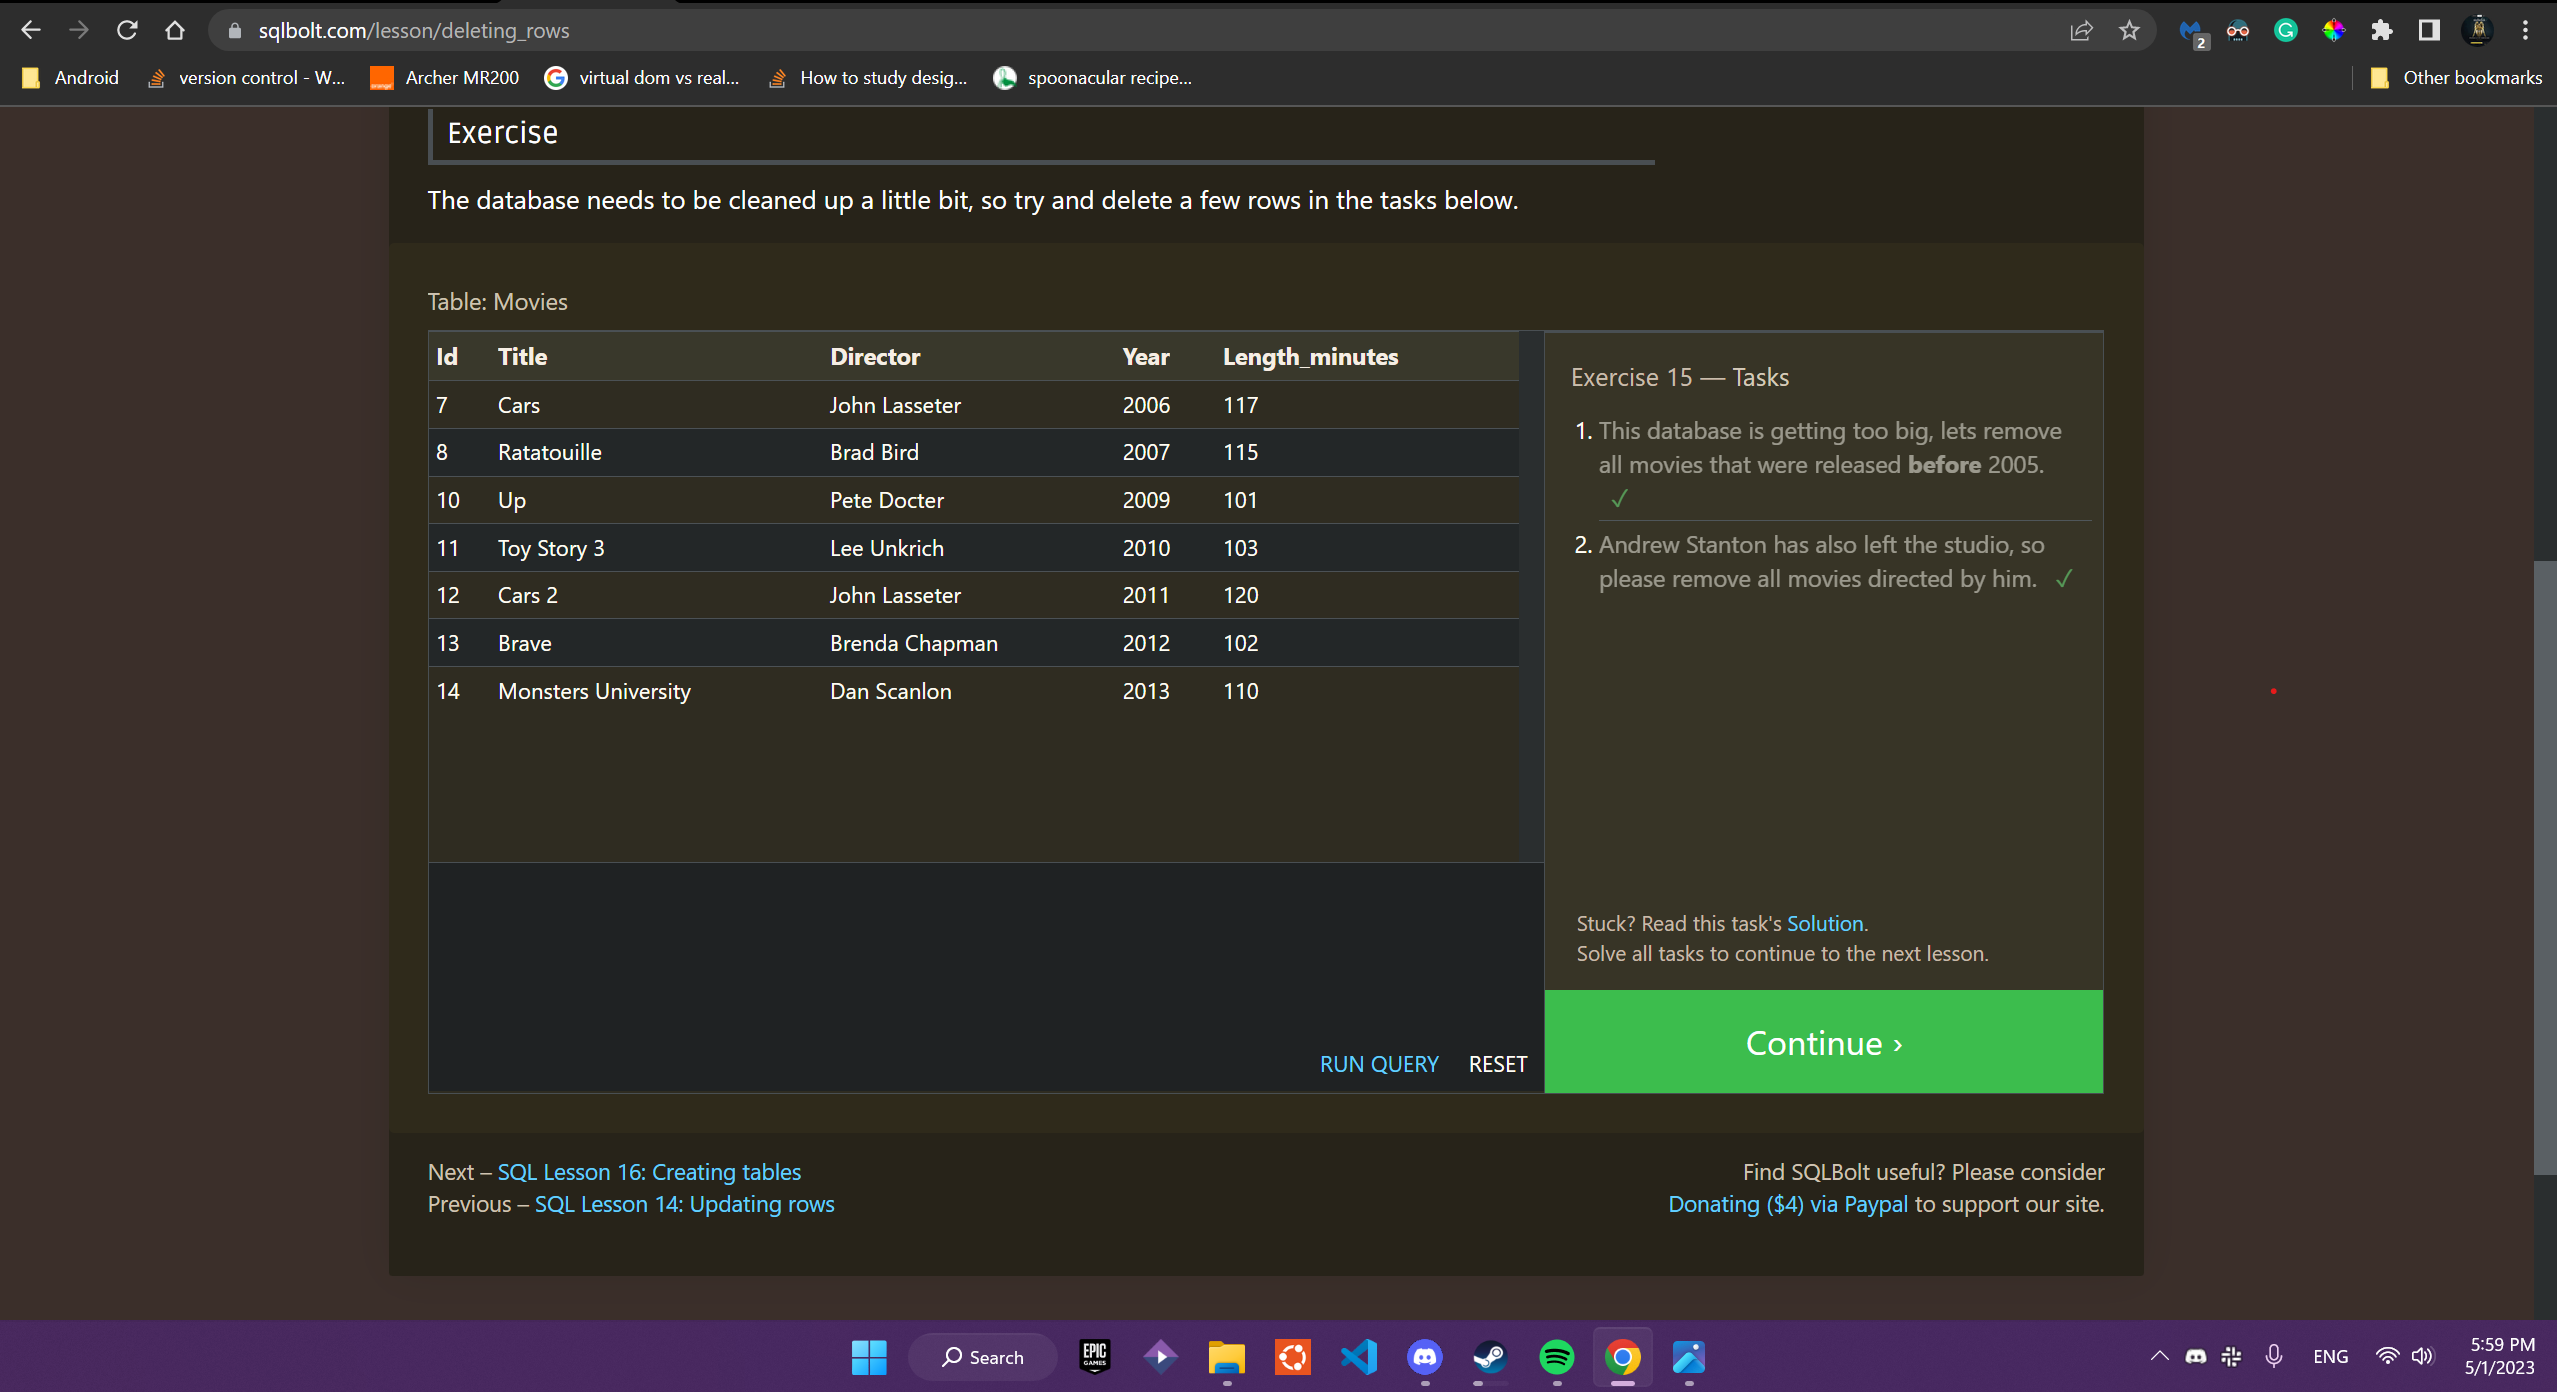 sqlbolt.com/lesson/deleting_rows
2
Android version control - W... Archer MR200 virtual dom vs real... How to study desig... spoonacular recipe... Other bookmarks
Exercise
The database needs to be cleaned up a little bit, so try and delete a few rows in the tasks below.
Table: Movies
Id Title Director Year Length_minutes
7 Cars John Lasseter 2006 117
8 Ratatouille Brad Bird 2007 115
10 Up Pete Docter 2009 101
11 Toy Story 3 Lee Unkrich 2010 103
12 Cars 2 John Lasseter 2011 120
13 Brave Brenda Chapman 2012 102
14 Monsters University Dan Scanlon 2013 110
Exercise 15 — Tasks
1. This database is getting too big, lets remove
all movies that were released before 2005.
✓
2. Andrew Stanton has also left the studio, so
please remove all movies directed by him. ✓
Stuck? Read this task's Solution.
Solve all tasks to continue to the next lesson.
RUN QUERY RESET
Continue ›
Next – SQL Lesson 16: Creating tables
Previous – SQL Lesson 14: Updating rows
Find SQLBolt useful? Please consider
Donating ($4) via Paypal to support our site.
Search
EPIC
GAMES
ENG
5:59 PM
5/1/2023